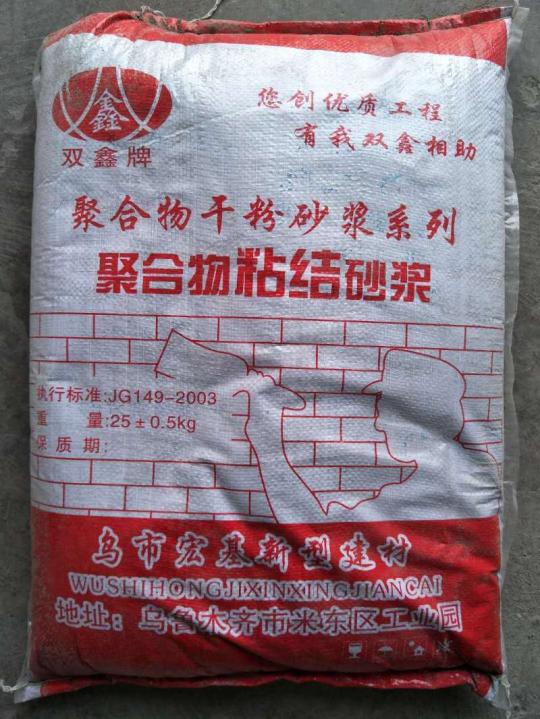 鑫
双鑫牌
您创优质工程
有我双鑫相助
聚合物干粉砂浆系列
聚合物粘结砂浆
执行标准:JG149-2003
重 量:25±0.5kg
保质期:
乌市宏基新型建材
WUSHIHONGJIXINXINGJIANCAI
地址：乌鲁木齐市米东区工业园